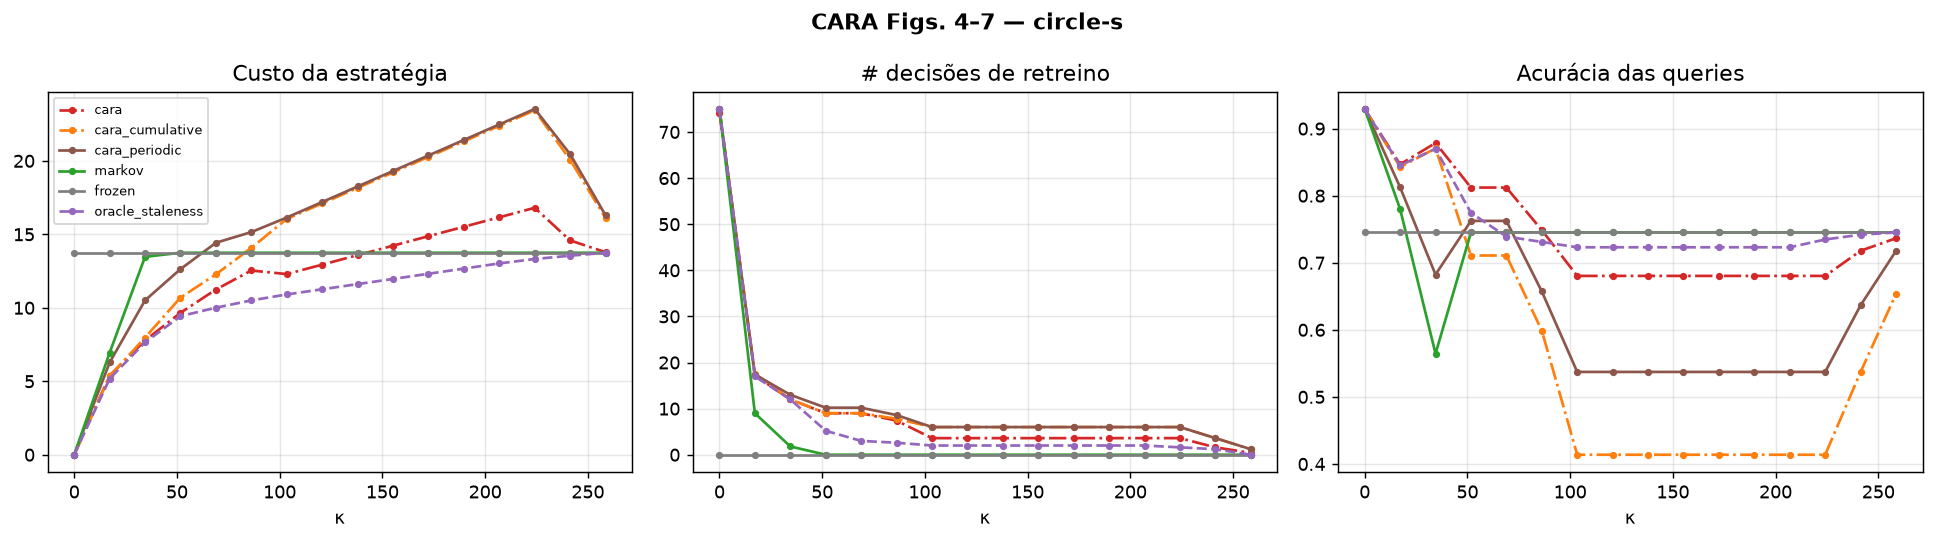 CARA Figs. 4–7 — circle-s
Custo da estratégia
cara
cara_cumulative
cara_periodic
markov
frozen
oracle_staleness
20
15
10
5
0
0 50 100 150 200 250
κ
# decisões de retreino
70
60
50
40
30
20
10
0
0 50 100 150 200 250
κ
Acurácia das queries
0.9
0.8
0.7
0.6
0.5
0.4
0 50 100 150 200 250
κ